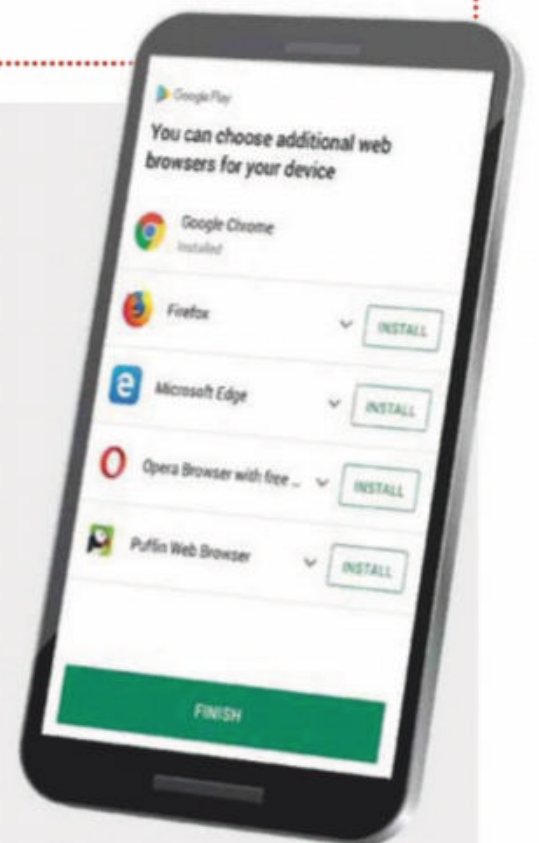 Google Play
You can choose additional web
browsers for your device
Google Chrome
Installed
Firefox
INSTALL
Microsoft Edge
INSTALL
Opera Browser with free ...
INSTALL
Puffin Web Browser
INSTALL
FINISH